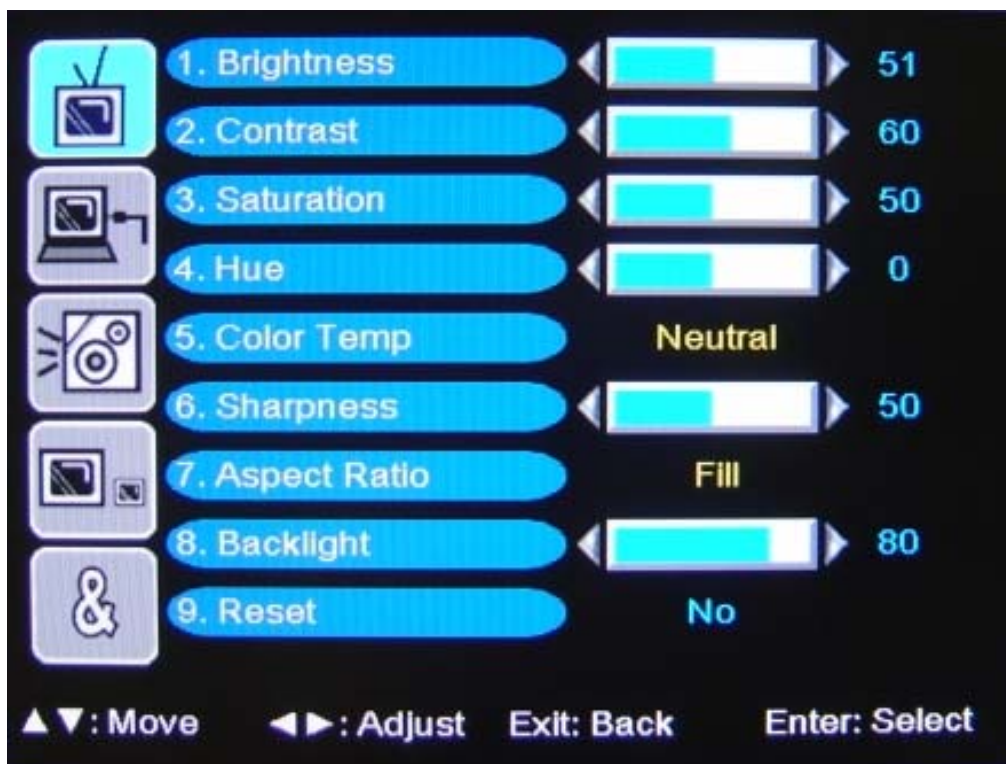 1. Brightness 51
2. Contrast 60
3. Saturation 50
4. Hue 0
5. Color Temp Neutral
6. Sharpness 50
7. Aspect Ratio Fill
8. Backlight 80
&
9. Reset No
▲▼: Move ◀▶: Adjust Exit: Back Enter: Select